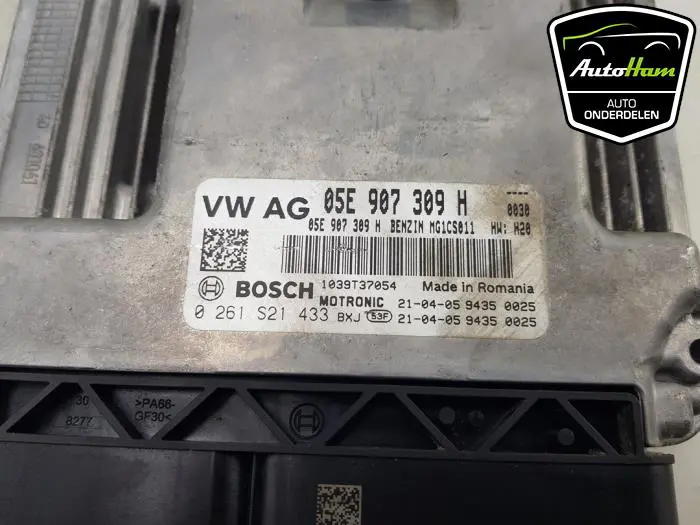 AutoHam
AUTO
ONDERDELEN
VW AG 05E 907 309 H
----
0030
05E 907 309 H BENZIN MG1CS011 HW: H20
BOSCH 1039T37054 Made in Romania
MOTRONIC 21-04-05 9435 0025
0 261 S21 433 BXJ 53F 21-04-05 9435 0025
30
8277
>PA66-
GF30<